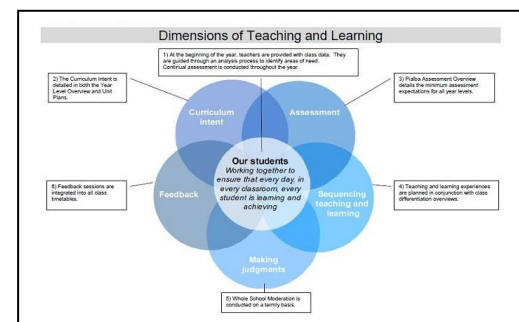 Dimensions of Teaching and Learning
1) At the beginning of the year, teachers are provided with class data. They
are guided through an analysis process to identify areas of need.
Continual assessment is conducted throughout the year.
2) The Curriculum Intent is
detailed in both the Year
Level Overview and Unit
Plans.
3) Pialba Assessment Overview
details the minimum assessment
expectations for all year levels.
Curriculum
intent
Assessment
Our students
Working together to
ensure that every day, in
every classroom, every
student is learning and
achieving
6) Feedback sessions are
integrated into all class
timetables.
Feedback
Sequencing
teaching and
learning
4) Teaching and learning experiences
are planned in conjunction with class
differentiation overviews.
Making
judgments
5) Whole School Moderation is
conducted on a termly basis.